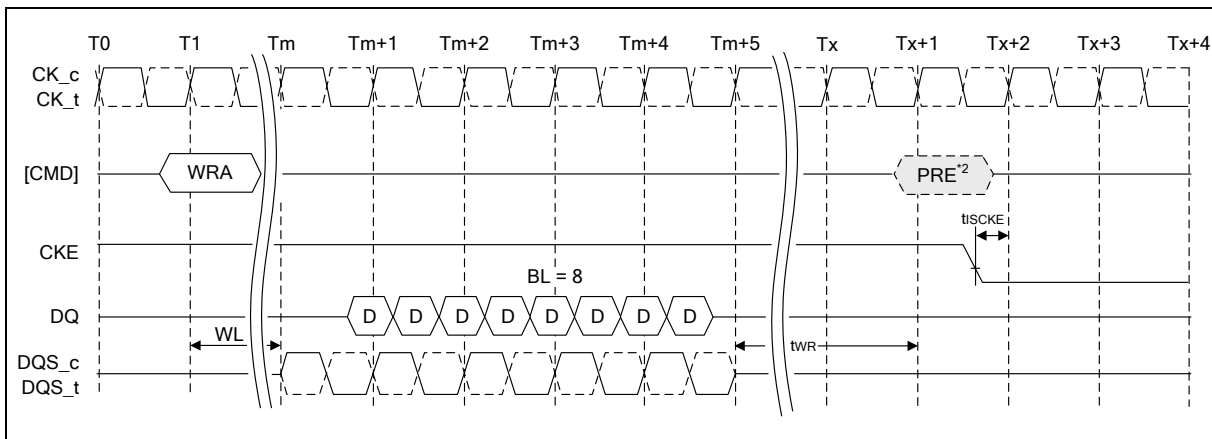 T0 T1 Tm Tm+1 Tm+2 Tm+3 Tm+4 Tm+5 Tx Tx+1 Tx+2 Tx+3 Tx+4
CK_c
CK_t
[CMD] WRA PRE*2
tISCKE
CKE
BL = 8
DQ D D D D D D D D
WL tWR
DQS_c
DQS_t